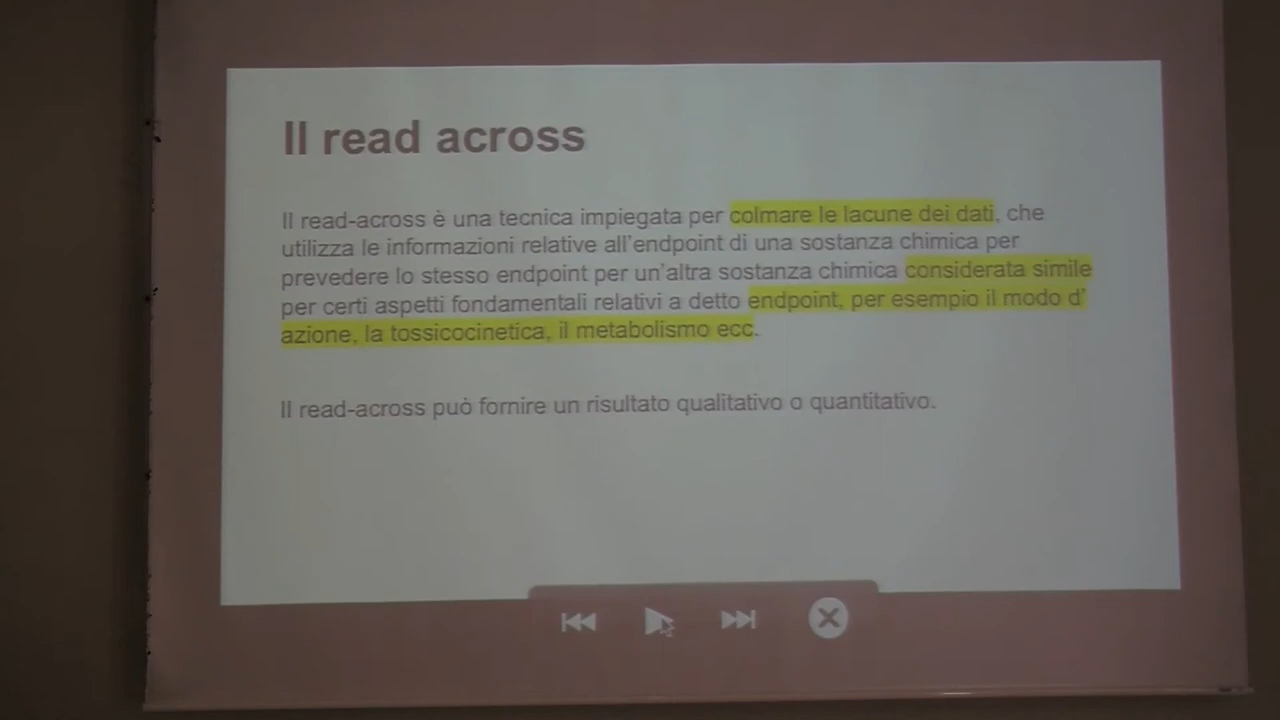 Il read across
Il read-across è una tecnica impiegata per colmare le lacune dei dati, che
utilizza le informazioni relative all'endpoint di una sostanza chimica per
prevedere lo stesso endpoint per un'altra sostanza chimica considerata simile
per certi aspetti fondamentali relativi a detto endpoint, per esempio il modo d'
azione, la tossicocinetica, il metabolismo ecc.
Il read-across può fornire un risultato qualitativo o quantitativo.